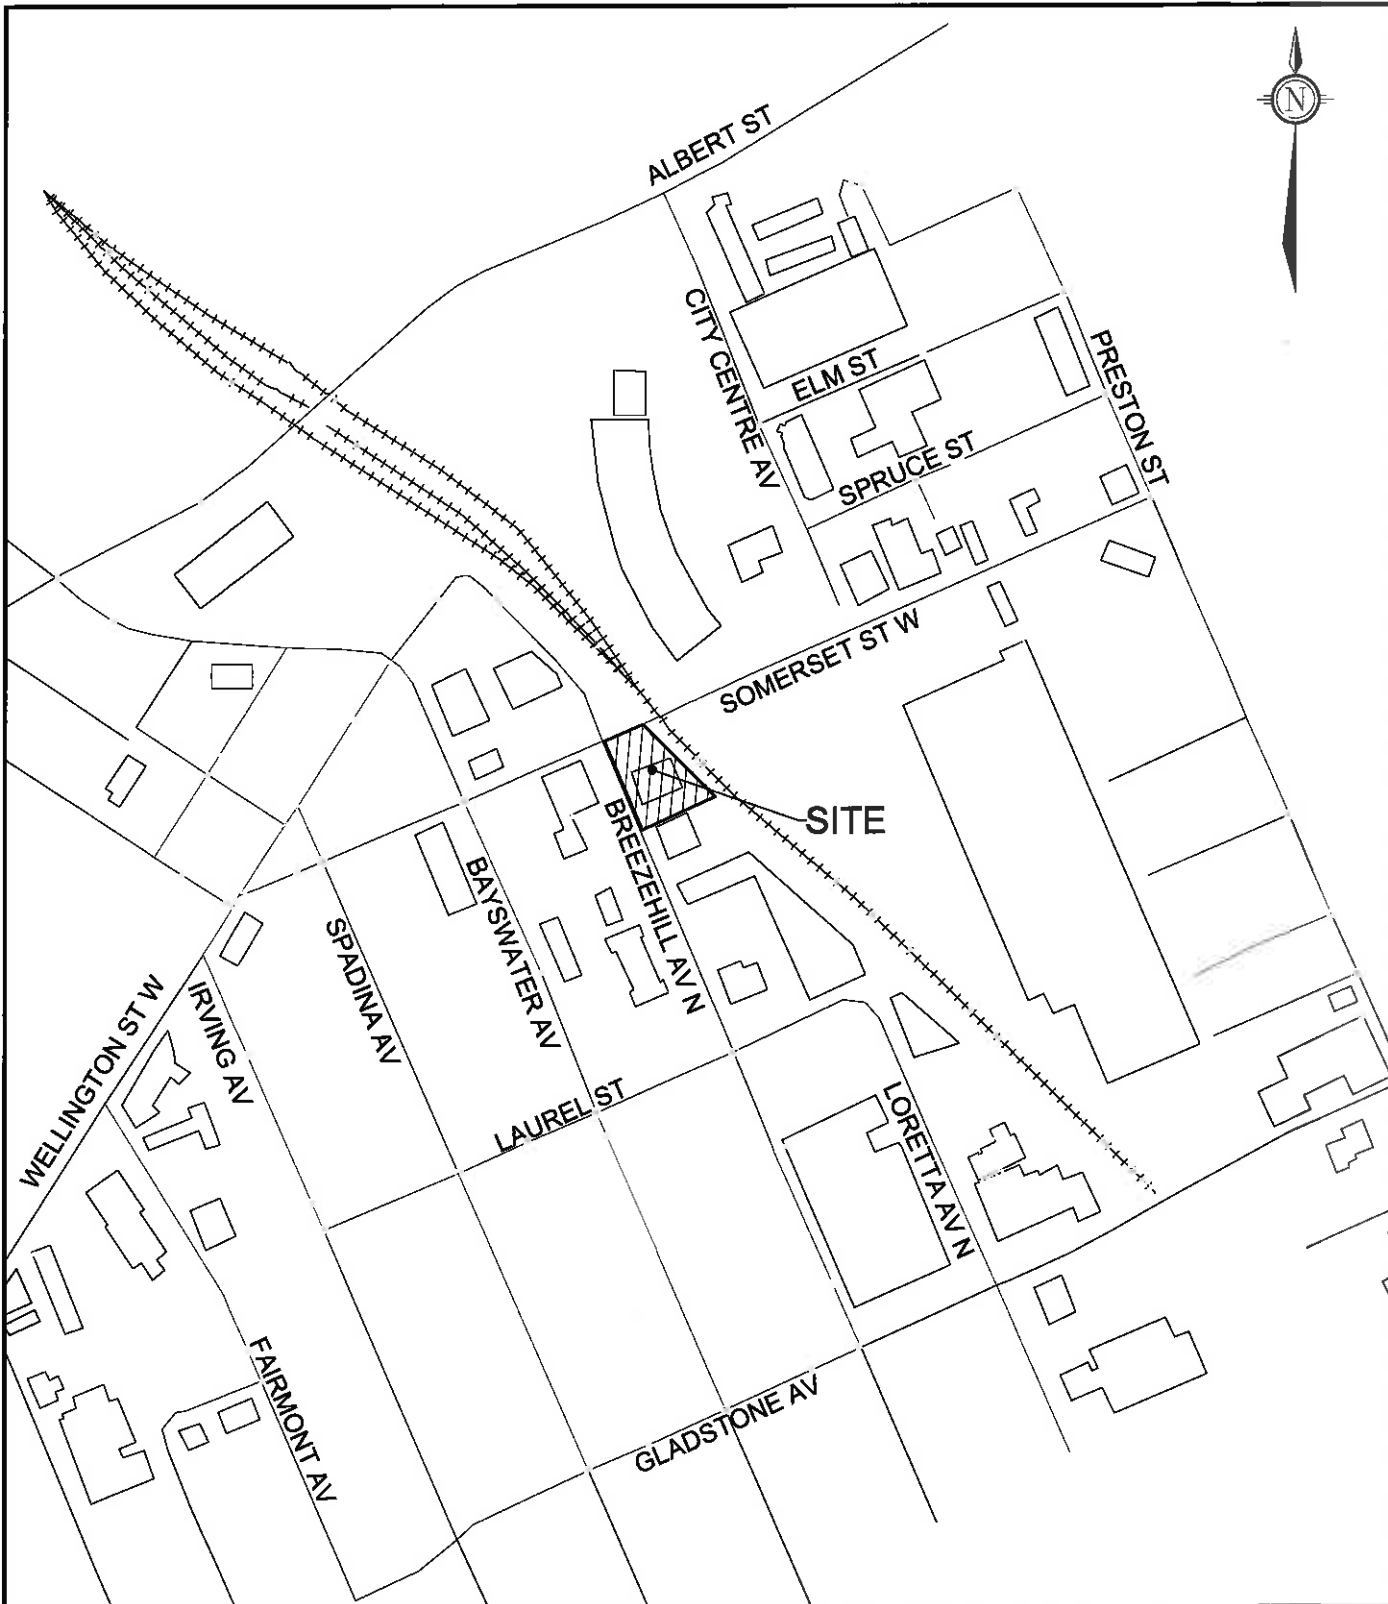 N
ALBERT ST
CITY CENTRE AV
PRESTON ST
ELM ST
SPRUCE ST
SOMERSET ST W
SITE
BREEZEHILL AV N
BAYSWATER AV
SPADINA AV
IRVING AV
WELLINGTON ST W
LAUREL ST
LORETTA AV N
FAIRMONT AV
GLADSTONE AV